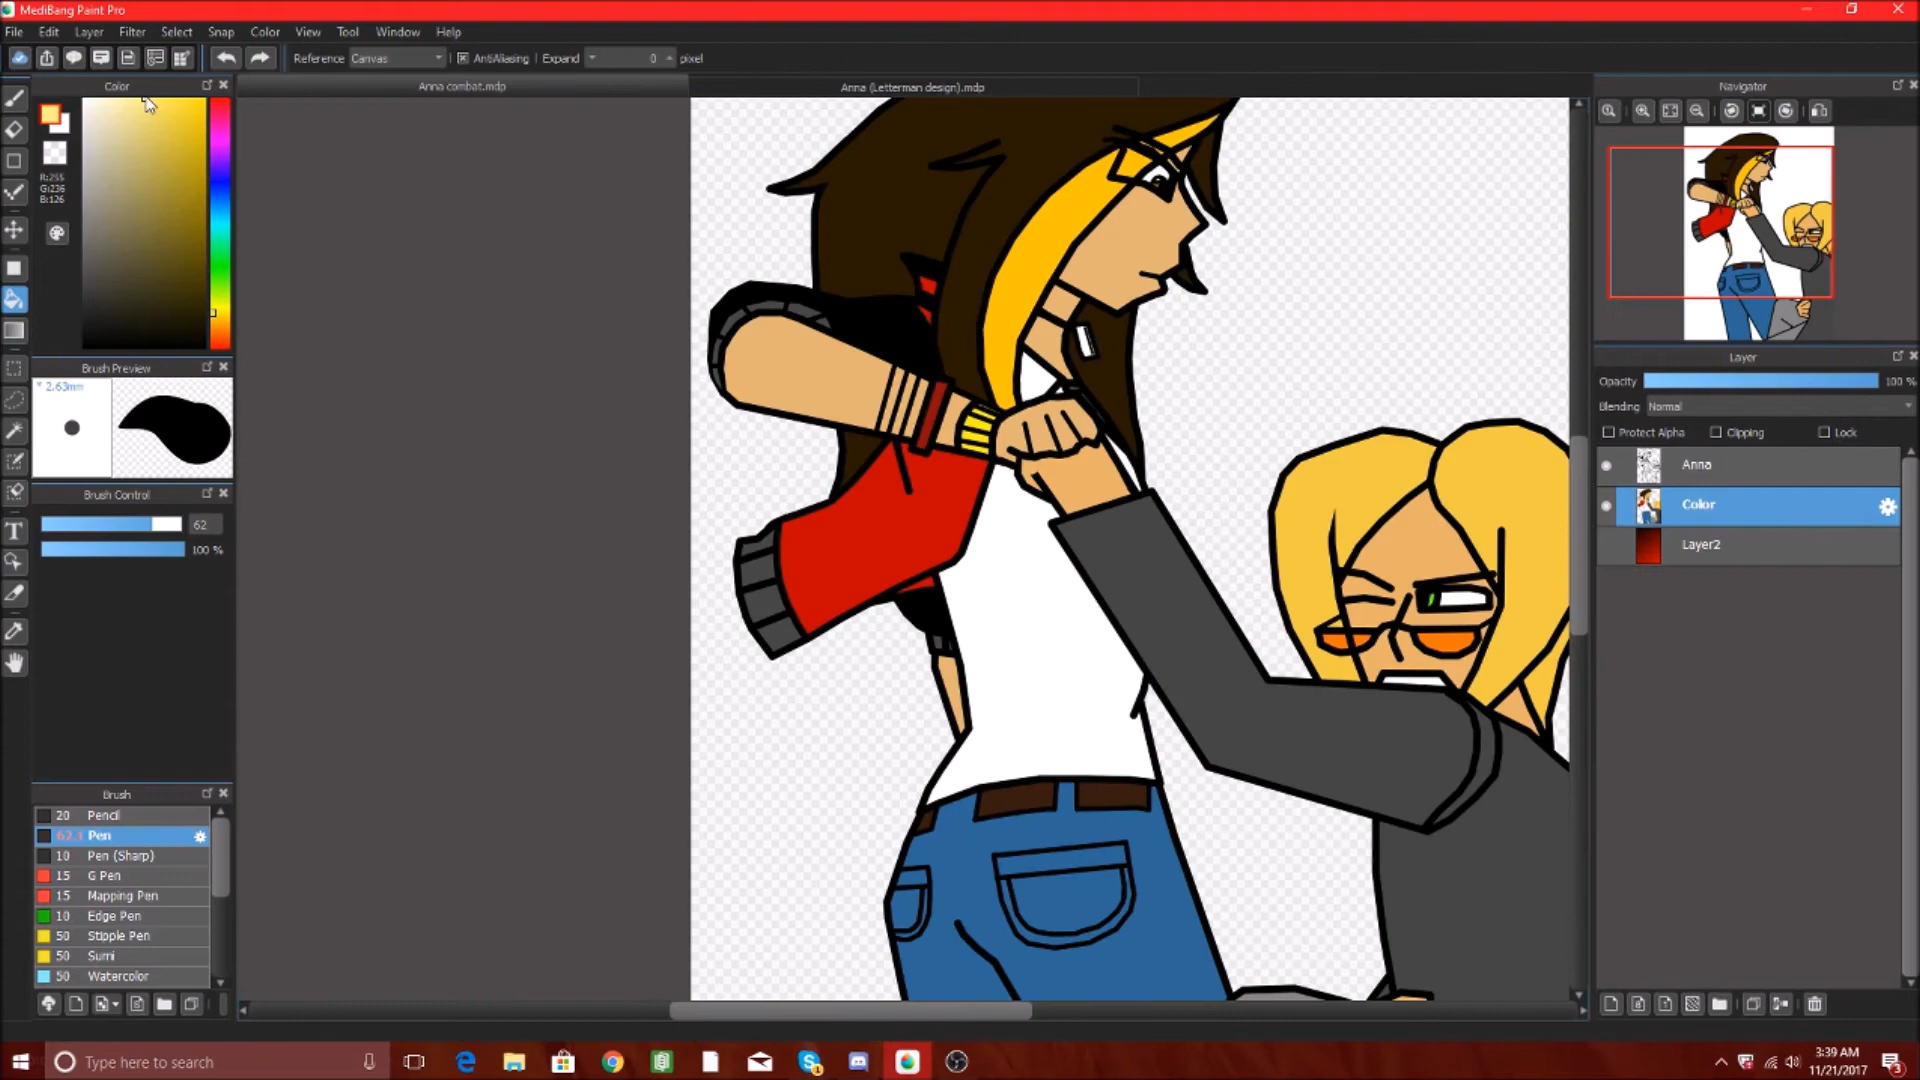 MediBang Paint Pro
File Edit Layer Filter Select Snap Color View Tool Window Help
Reference Canvas AntiAliasing Expand 0 pixel
Color
Anna combat.mdp
Anna (Letterman design).mdp
Navigator
R:255
G:236
B:126
Brush Preview
* 2.63mm
Brush Control
62
100 %
Brush
20 Pencil
62.1 Pen
10 Pen (Sharp)
15 G Pen
15 Mapping Pen
10 Edge Pen
50 Stipple Pen
50 Sumi
50 Watercolor
Layer
Opacity 100 %
Blending Normal
Protect Alpha Clipping Lock
Anna
Color
Layer2
Type here to search
3:39 AM
11/21/2017